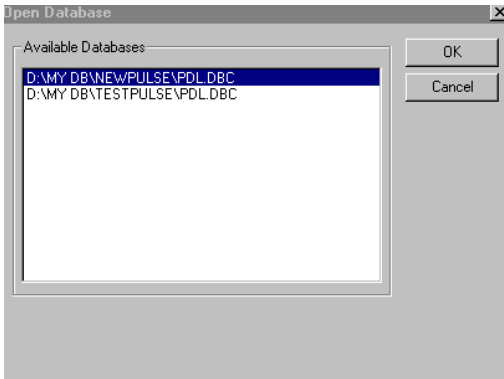 Open Database
Available Databases
OK
D:\MY DB\NEWPULSE\PDL.DBC
D:\MY DB\TESTPULSE\PDL.DBC
Cancel